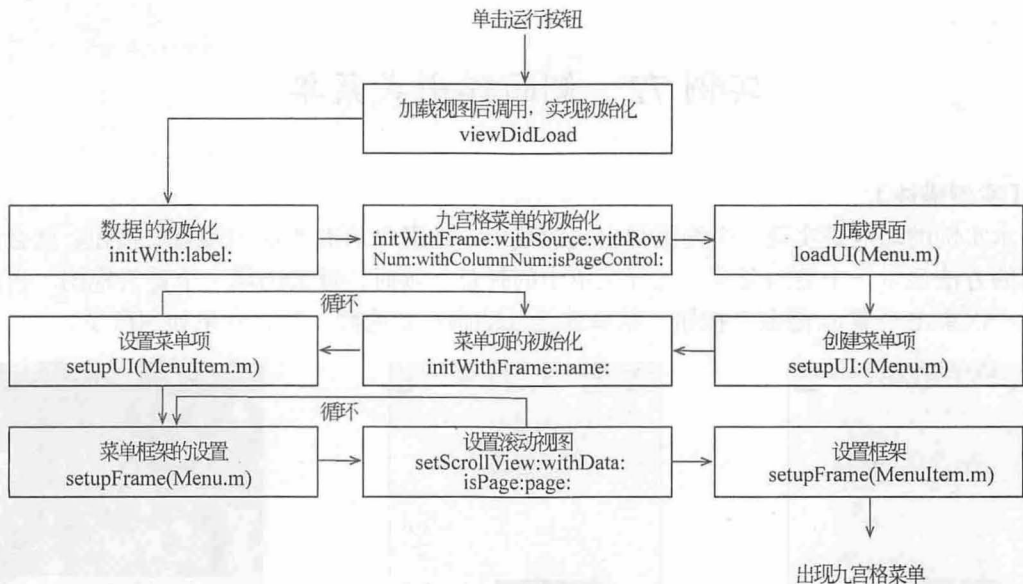 单击运行按钮
加载视图后调用，实现初始化
viewDidLoad
数据的初始化
initWith:label:
九宫格菜单的初始化
initWithFrame:withSource:withRow
Num:withColumnNum:isPageControl:
加载界面
loadUI(Menu.m)
循环
设置菜单项
setupUI(MenuItem.m)
菜单项的初始化
initWithFrame:name:
创建菜单项
setupUI:(Menu.m)
循环
菜单框架的设置
setupFrame(Menu.m)
设置滚动视图
setScrollView:withData:
isPage:page:
设置框架
setupFrame(MenuItem.m)
出现九宫格菜单